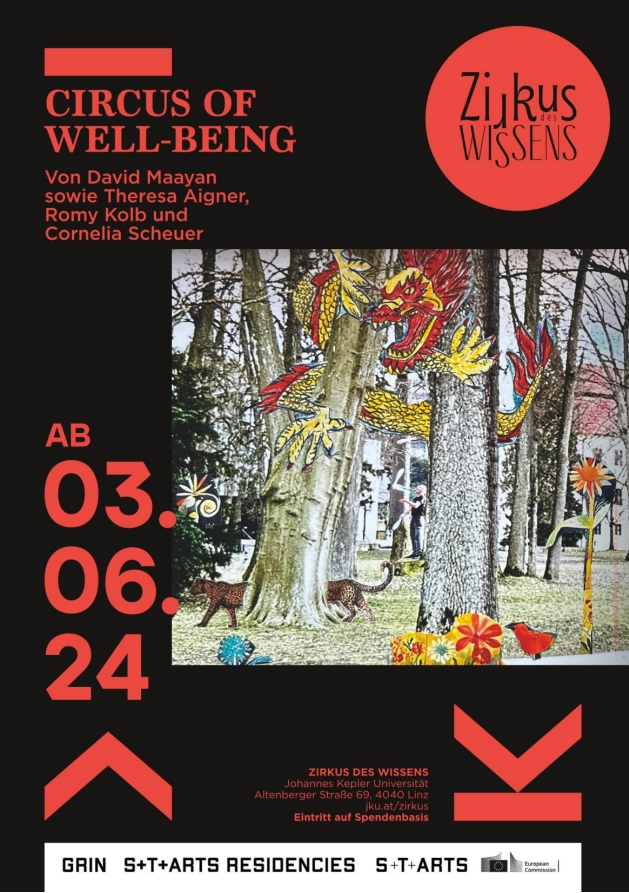 CIRCUS OF
WELL-BEING
Von David Maayan
sowie Theresa Aigner,
Romy Kolb und
Cornelia Scheuer
Zirkus
des
WISSENS
AB
03.
06.
24
ZIRKUS DES WISSENS
Johannes Kepler Universität
Altenberger Straße 69, 4040 Linz
jku.at/zirkus
Eintritt auf Spendenbasis
GRIN S+T+ARTS RESIDENCIES S+T+ARTS
European
Commission